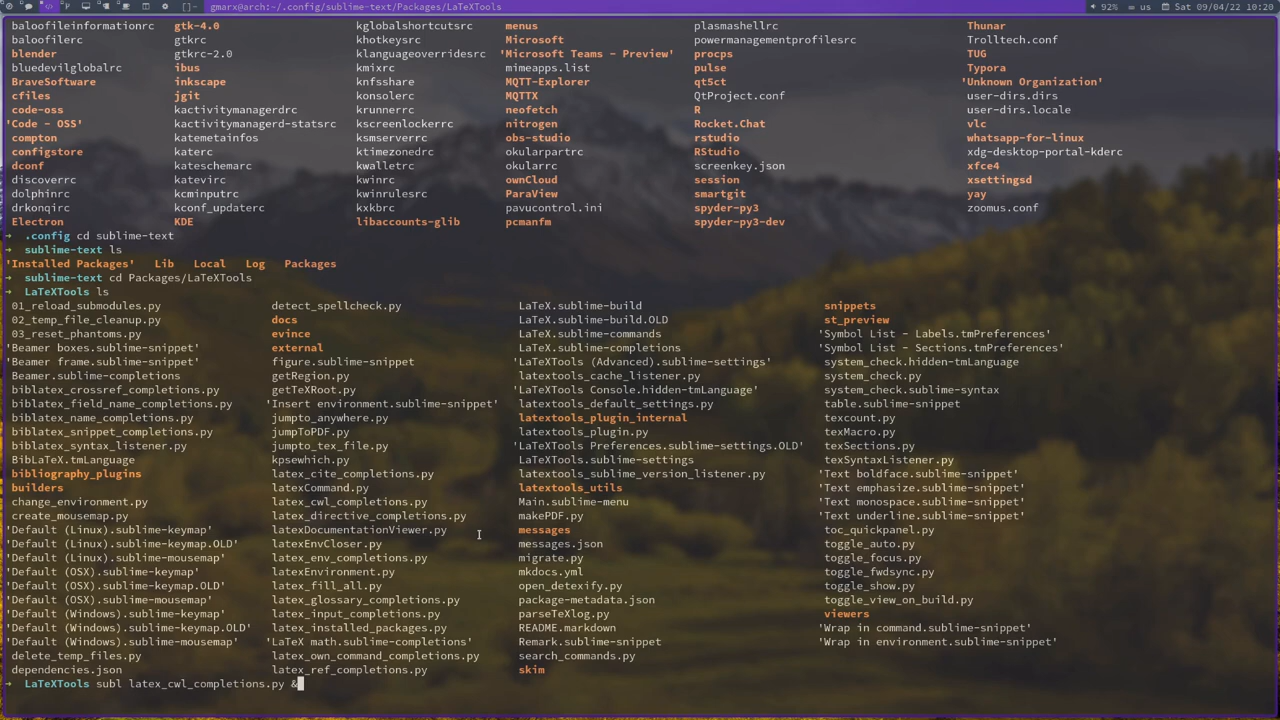 []= gmarx@arch:~/.config/sublime-text/Packages/LaTeXTools 92% us Sat 09/04/22 10:20
baloofileinformationrc gtk-4.0 kglobalshortcutsrc menus plasmashellrc Thunar
baloofilerc gtkrc khotkeysrc Microsoft powermanagementprofilesrc Trolltech.conf
blender gtkrc-2.0 klanguageoverridesrc 'Microsoft Teams - Preview' procps TUG
bluedevilglobalrc ibus kmixrc mimeapps.list pulse Typora
BraveSoftware inkscape knfsshare MQTT-Explorer qt5ct 'Unknown Organization'
cfiles jgit konsolerc MQTTX QtProject.conf user-dirs.dirs
code-oss kactivitymanagerdrc krunnerrc neofetch R user-dirs.locale
'Code - OSS' kactivitymanagerd-statsrc kscreenlockerrc nitrogen Rocket.Chat vlc
compton katemetainfos ksmserverrc obs-studio rstudio whatsapp-for-linux
configstore katerc ktimezonedrc okularpartrc RStudio xdg-desktop-portal-kderc
dconf kateschemarc kwalletrc okularrc screenkey.json xfce4
discoverrc katevirc kwinrc ownCloud session xsettingsd
dolphinrc kcminputrc kwinrulesrc ParaView smartgit yay
drkonqirc kconf_updaterc kxkbrc pavucontrol.ini spyder-py3 zoomus.conf
Electron KDE libaccounts-glib pcmanfm spyder-py3-dev
→ .config cd sublime-text
→ sublime-text ls
'Installed Packages' Lib Local Log Packages
→ sublime-text cd Packages/LaTeXTools
→ LaTeXTools ls
01_reload_submodules.py detect_spellcheck.py LaTeX.sublime-build snippets
02_temp_file_cleanup.py docs LaTeX.sublime-build.OLD st_preview
03_reset_phantoms.py evince LaTeX.sublime-commands 'Symbol List - Labels.tmPreferences'
'Beamer boxes.sublime-snippet' external LaTeX.sublime-completions 'Symbol List - Sections.tmPreferences'
'Beamer frame.sublime-snippet' figure.sublime-snippet 'LaTeXTools (Advanced).sublime-settings' system_check.hidden-tmLanguage
Beamer.sublime-completions getRegion.py latextools_cache_listener.py system_check.py
biblatex_crossref_completions.py getTeXRoot.py 'LaTeXTools Console.hidden-tmLanguage' system_check.sublime-syntax
biblatex_field_name_completions.py 'Insert environment.sublime-snippet' latextools_default_settings.py table.sublime-snippet
biblatex_name_completions.py jumpto_anywhere.py latextools_plugin_internal texcount.py
biblatex_snippet_completions.py jumpToPDF.py latextools_plugin.py texMacro.py
biblatex_syntax_listener.py jumpto_tex_file.py 'LaTeXTools Preferences.sublime-settings.OLD' texSections.py
BibLaTeX.tmLanguage kpsewhich.py LaTeXTools.sublime-settings texSyntaxListener.py
bibliography_plugins latex_cite_completions.py latextools_sublime_version_listener.py 'Text boldface.sublime-snippet'
builders latexCommand.py latextools_utils 'Text emphasize.sublime-snippet'
change_environment.py latex_cwl_completions.py Main.sublime-menu 'Text monospace.sublime-snippet'
create_mousemap.py latex_directive_completions.py makePDF.py 'Text underline.sublime-snippet'
'Default (Linux).sublime-keymap' latexDocumentationViewer.py messages toc_quickpanel.py
'Default (Linux).sublime-keymap.OLD' latexEnvCloser.py messages.json toggle_auto.py
'Default (Linux).sublime-mousemap' latex_env_completions.py migrate.py toggle_focus.py
'Default (OSX).sublime-keymap' latexEnvironment.py mkdocs.yml toggle_fwdsync.py
'Default (OSX).sublime-keymap.OLD' latex_fill_all.py open_detexify.py toggle_show.py
'Default (OSX).sublime-mousemap' latex_glossary_completions.py package-metadata.json toggle_view_on_build.py
'Default (Windows).sublime-keymap' latex_input_completions.py parseTeXlog.py viewers
'Default (Windows).sublime-keymap.OLD' latex_installed_packages.py README.markdown 'Wrap in command.sublime-snippet'
'Default (Windows).sublime-mousemap' 'LaTeX math.sublime-completions' Remark.sublime-snippet 'Wrap in environment.sublime-snippet'
delete_temp_files.py latex_own_command_completions.py search_commands.py
dependencies.json latex_ref_completions.py skim
→ LaTeXTools subl latex_cwl_completions.py &